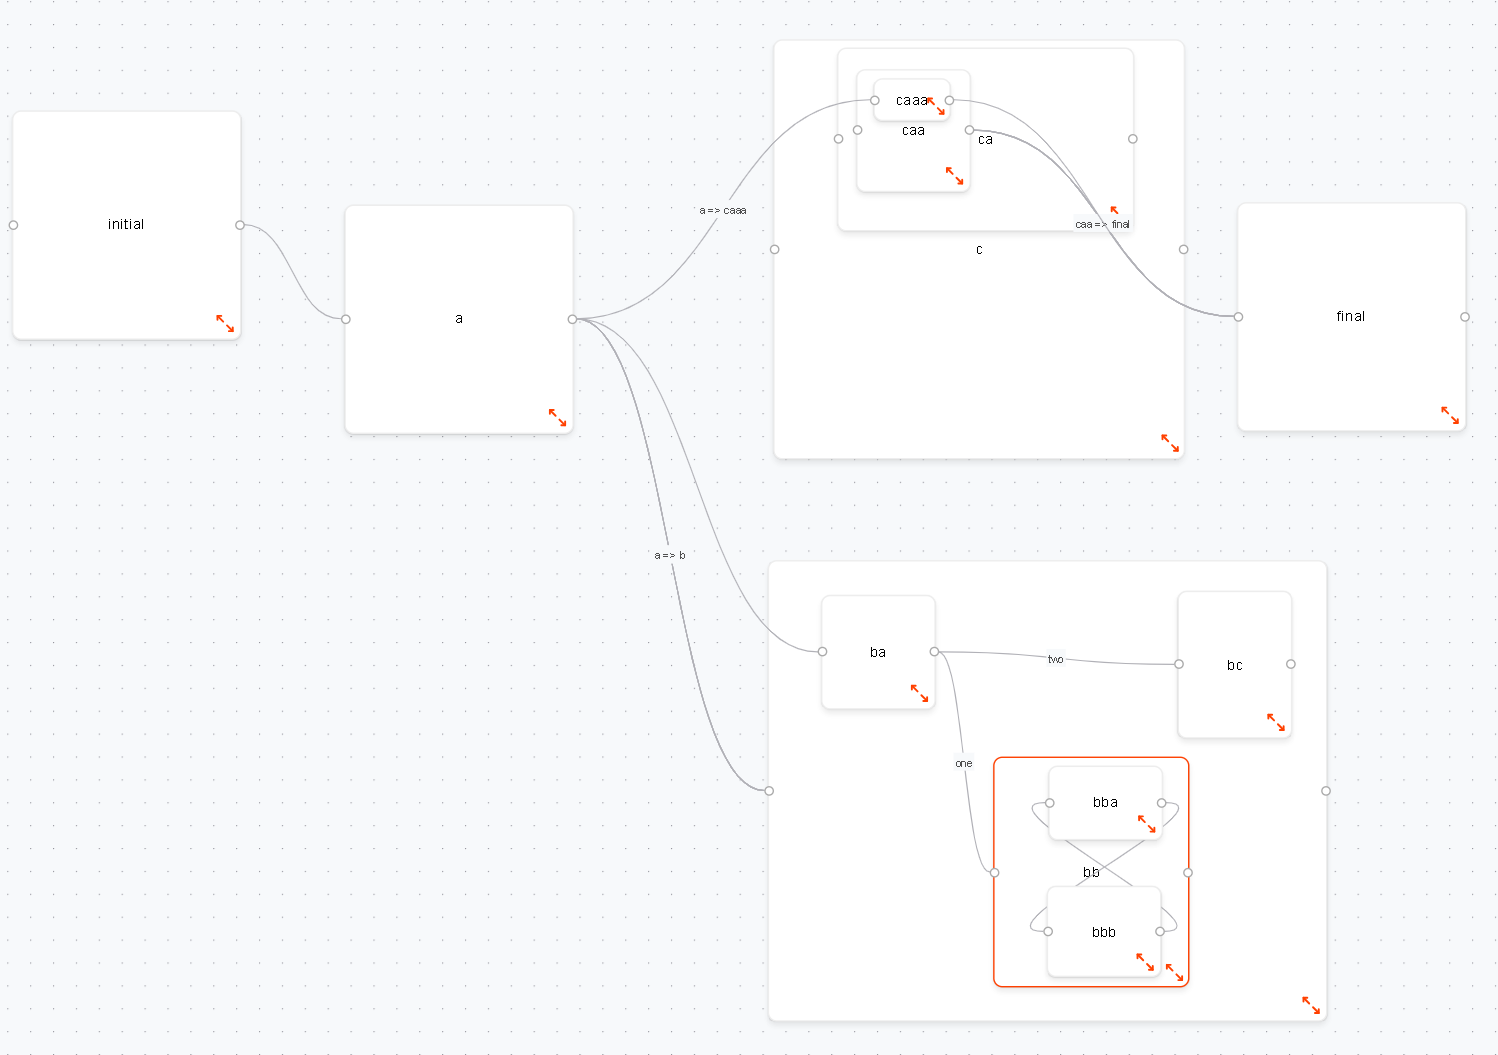 initial
a
a => caaa
caaa
caa
ca
caa => final
c
final
a => b
ba
two
bc
one
bba
bb
bbb